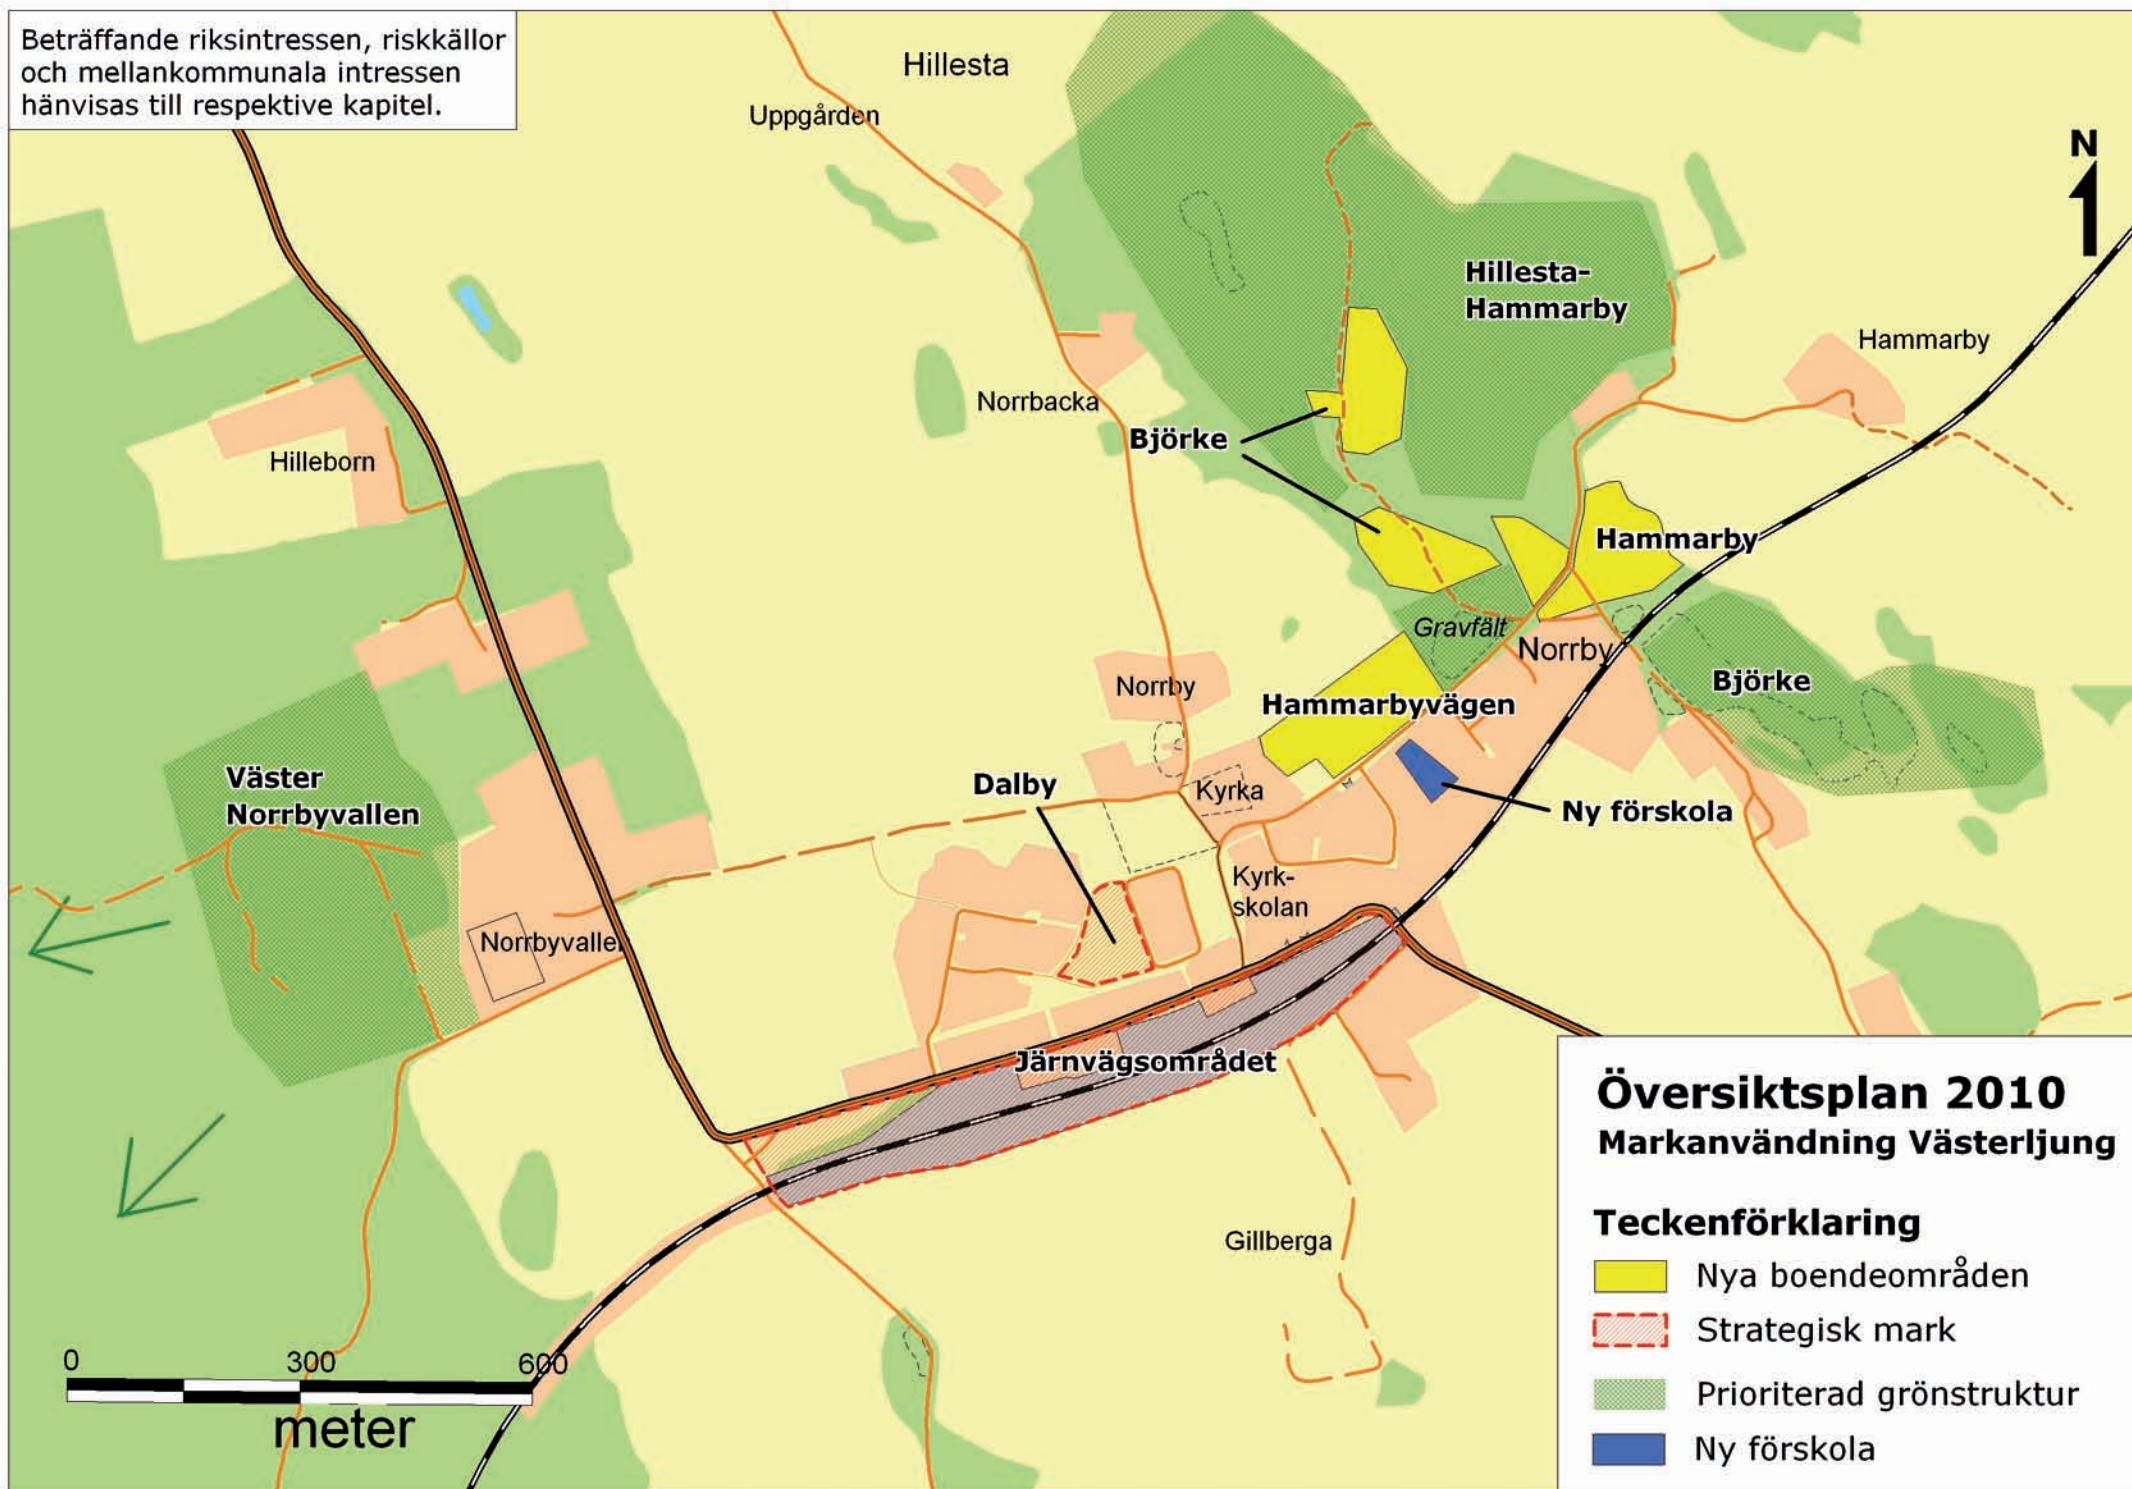 Beträffande riksintressen, riskkällor
och mellankommunala intressen
hänvisas till respektive kapitel.
Hillesta
Uppgården
N
Hillesta-
Hammarby
Hammarby
Norrbacka
Björke
Hilleborn
Hammarby
Gravfält
Norrby
Norrby
Björke
Hammarbyvägen
Väster
Norrbyvallen
Dalby
Kyrka
Ny förskola
Kyrk-
skolan
Norrbyvallen
Järnvägsområdet
Gillberga
0 300 600
meter
Översiktsplan 2010
Markanvändning Västerljung
Teckenförklaring
Nya boendeområden
Strategisk mark
Prioriterad grönstruktur
Ny förskola